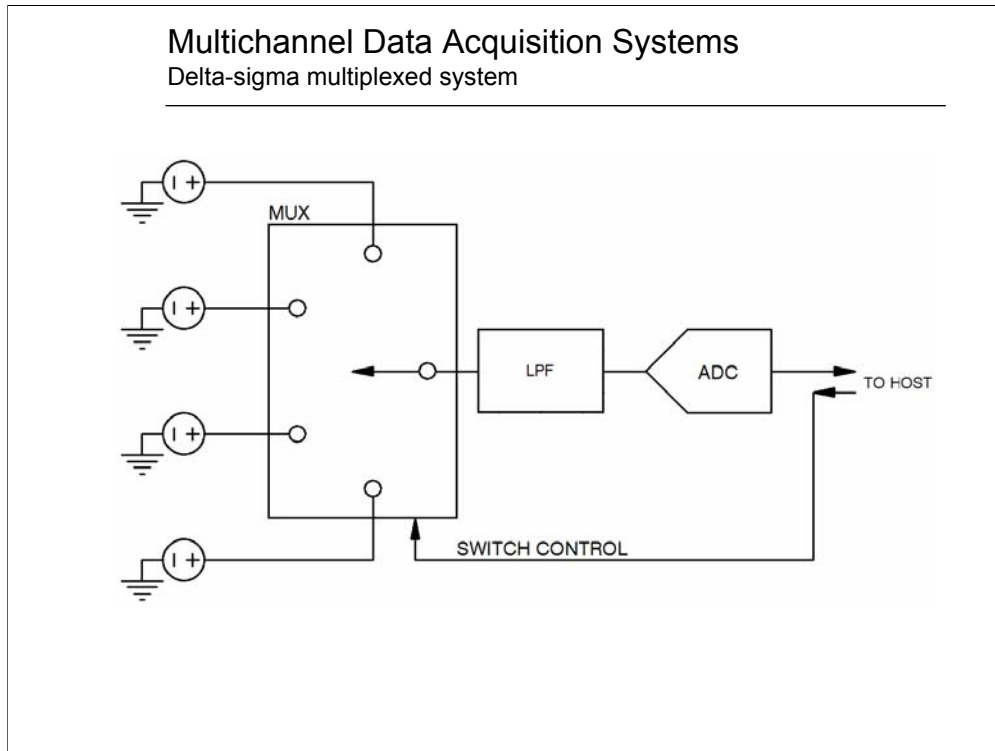 Multichannel Data Acquisition Systems
Delta-sigma multiplexed system
MUX
LPF
ADC
TO HOST
SWITCH CONTROL